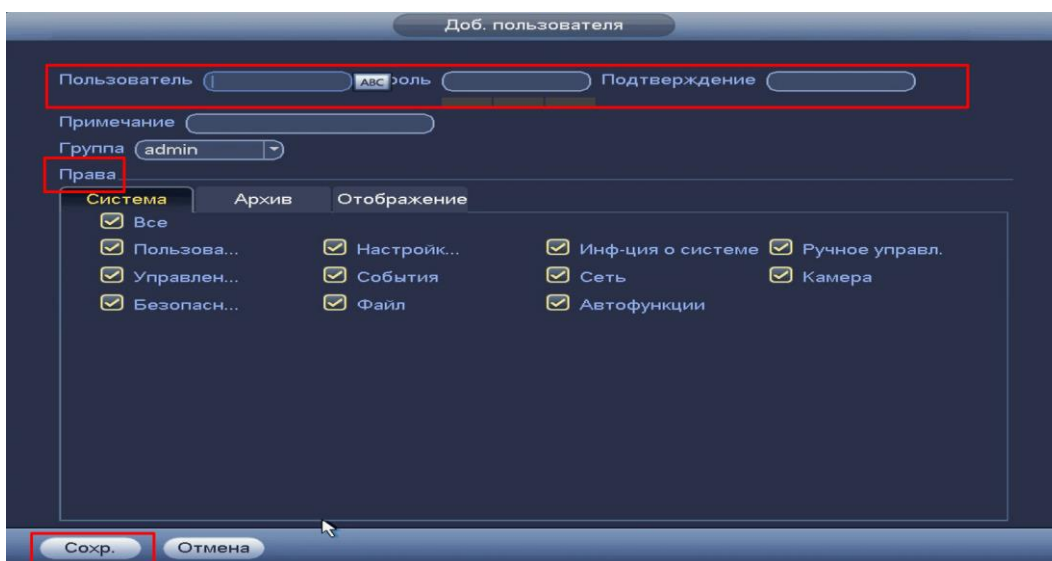 Доб. пользователя
Пользователь ABC роль Подтверждение
Примечание
Группа admin
Права
Система Архив Отображение
Все
Пользова... Настройк... Инф-ция о системе Ручное управл.
Управлен... События Сеть Камера
Безопасн... Файл Автофункции
Сохр. Отмена